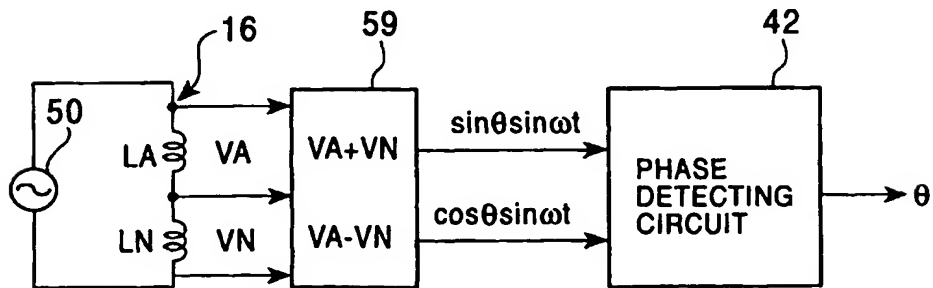 16
59
42
50
LA
VA
VA+VN
sinθsinωt
PHASE
DETECTING
CIRCUIT
θ
LN
VN
VA-VN
cosθsinωt